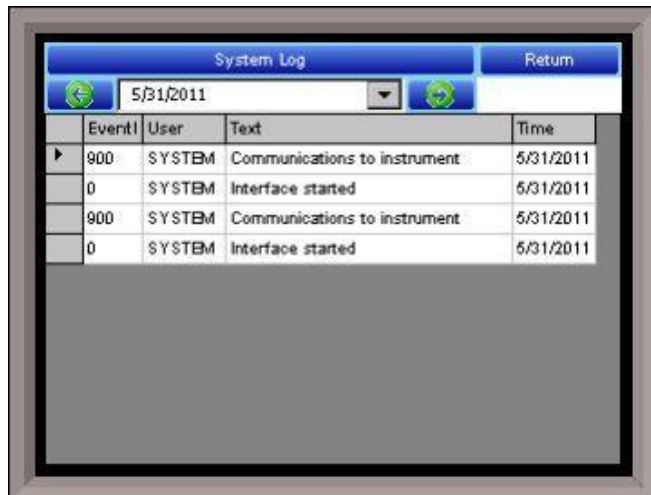 System Log Return
5/31/2011
EventI User Text Time
900 SYSTEM Communications to instrument 5/31/2011
0 SYSTEM Interface started 5/31/2011
900 SYSTEM Communications to instrument 5/31/2011
0 SYSTEM Interface started 5/31/2011